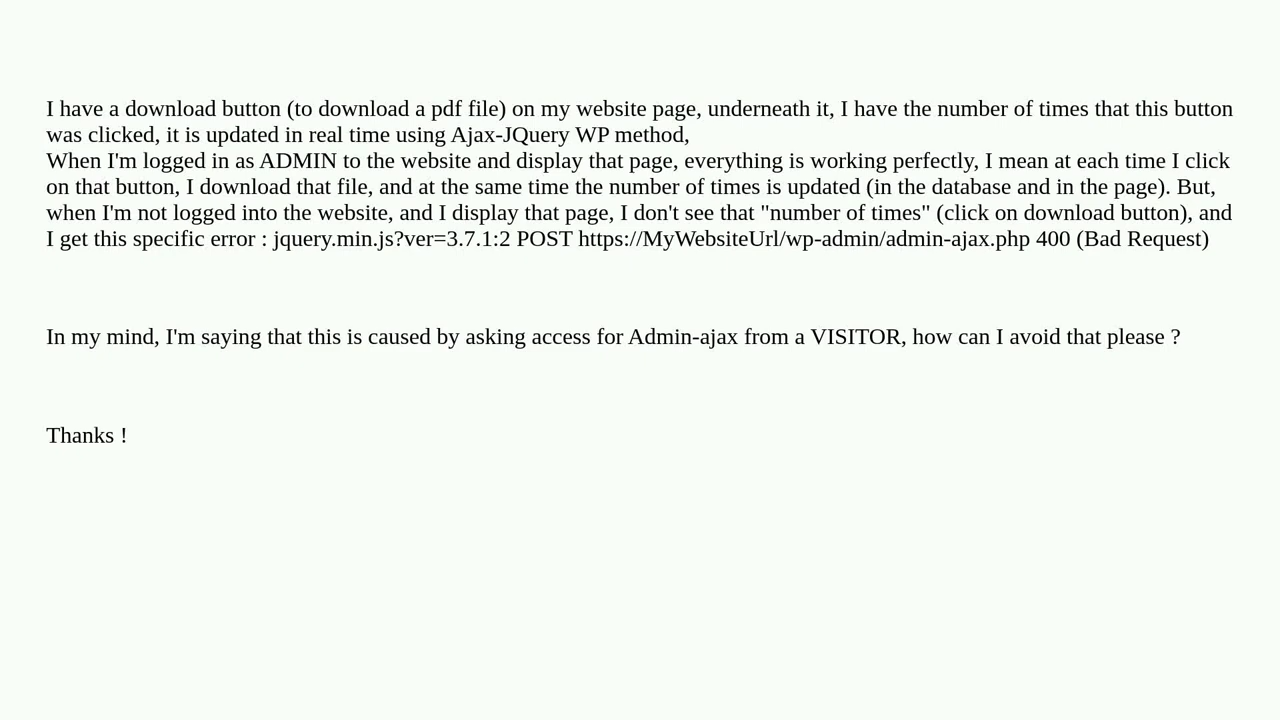 I have a download button (to download a pdf file) on my website page, underneath it, I have the number of times that this button
was clicked, it is updated in real time using Ajax-JQuery WP method,
When I'm logged in as ADMIN to the website and display that page, everything is working perfectly, I mean at each time I click
on that button, I download that file, and at the same time the number of times is updated (in the database and in the page). But,
when I'm not logged into the website, and I display that page, I don't see that "number of times" (click on download button), and
I get this specific error : jquery.min.js?ver=3.7.1:2 POST https://MyWebsiteUrl/wp-admin/admin-ajax.php 400 (Bad Request)
In my mind, I'm saying that this is caused by asking access for Admin-ajax from a VISITOR, how can I avoid that please ?
Thanks !